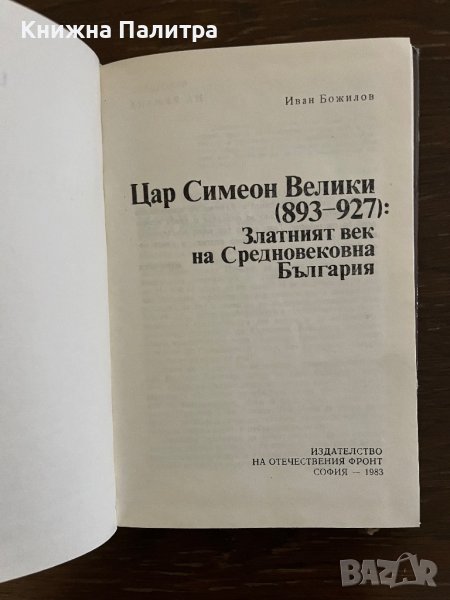 Книжна Палитра
Иван Божилов
Цар Симеон Велики
(893—927):
Златният век
на Средновековна
България
ИЗДАТЕЛСТВО
НА ОТЕЧЕСТВЕНИЯ ФРОНТ
СОФИЯ — 1983
BAZAR